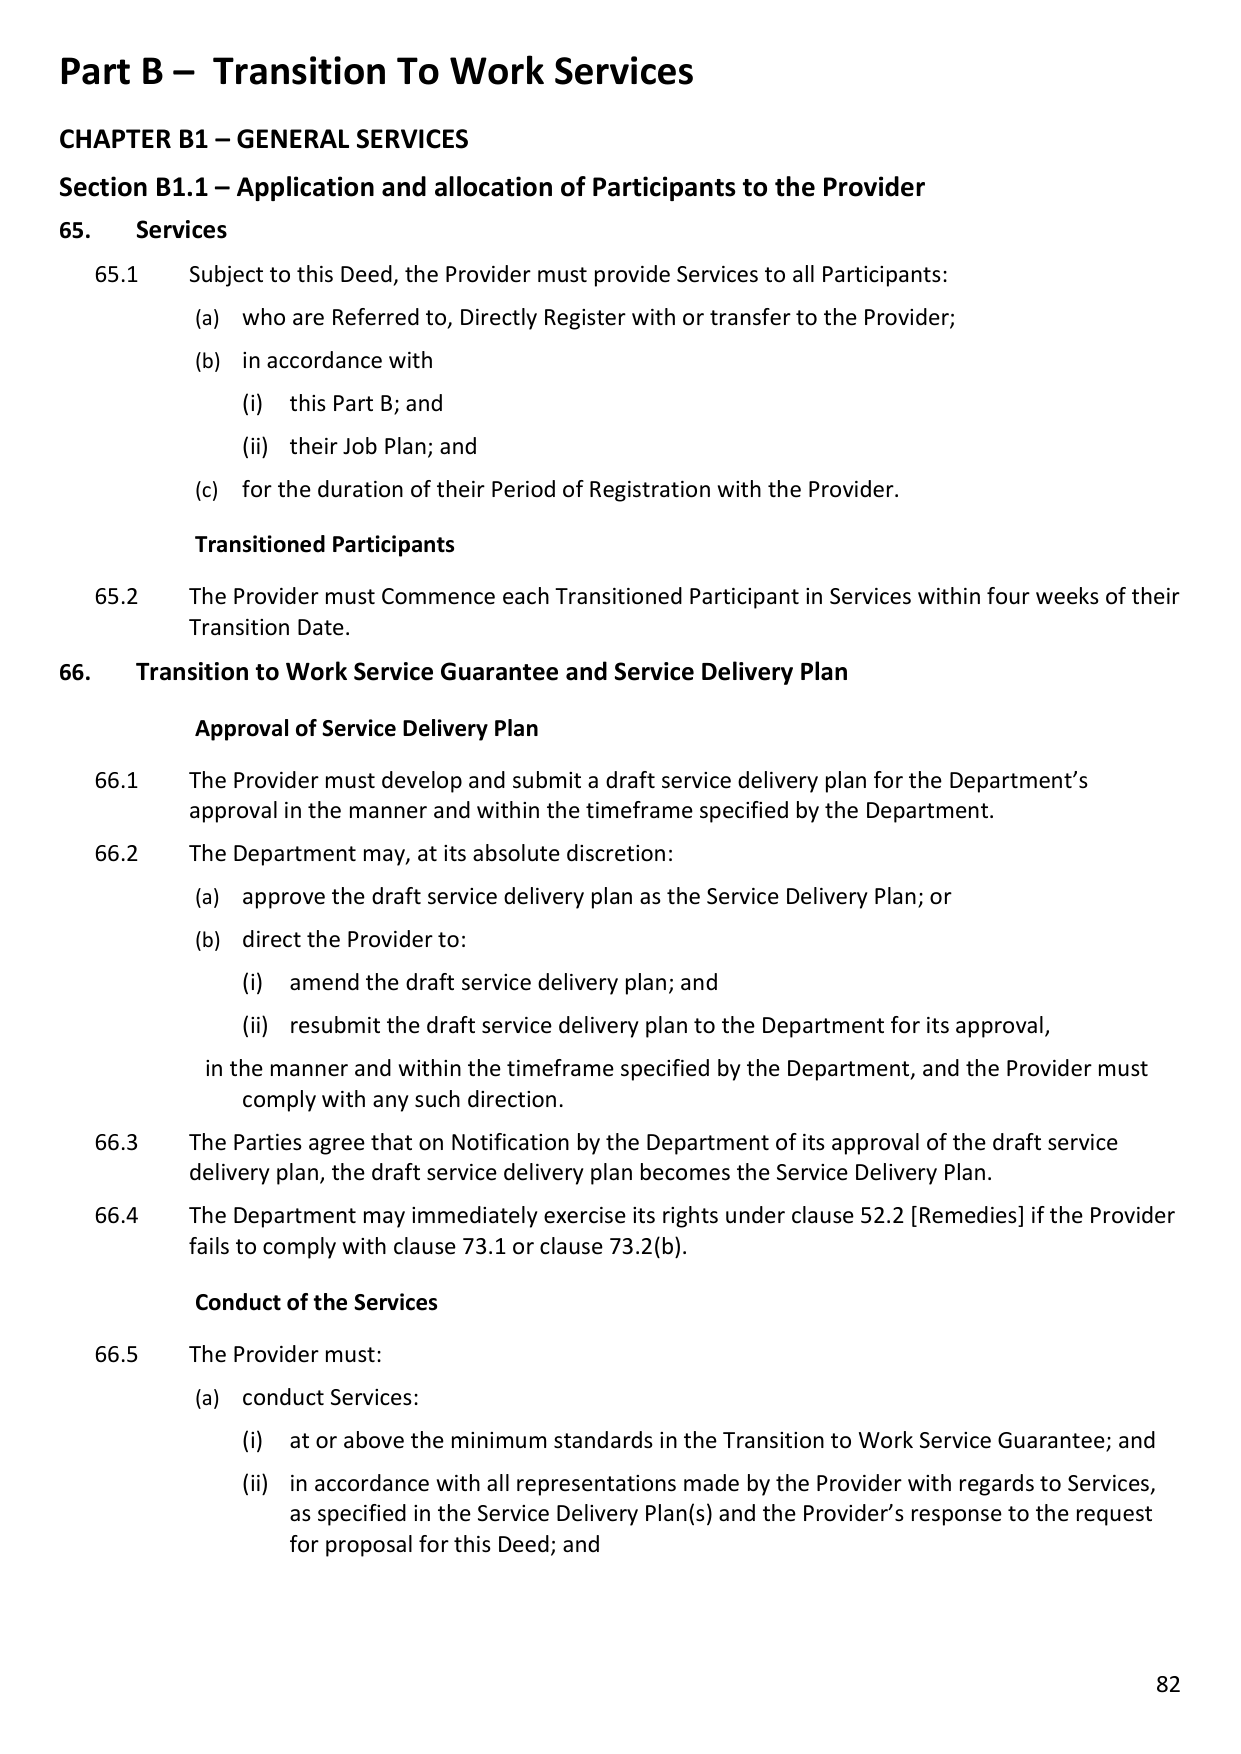 Part B – Transition To Work Services
CHAPTER B1 – GENERAL SERVICES
Section B1.1 – Application and allocation of Participants to the Provider
65. Services
65.1 Subject to this Deed, the Provider must provide Services to all Participants:
(a) who are Referred to, Directly Register with or transfer to the Provider;
(b) in accordance with
(i) this Part B; and
(ii) their Job Plan; and
(c) for the duration of their Period of Registration with the Provider.
Transitioned Participants
65.2 The Provider must Commence each Transitioned Participant in Services within four weeks of their
Transition Date.
66. Transition to Work Service Guarantee and Service Delivery Plan
Approval of Service Delivery Plan
66.1 The Provider must develop and submit a draft service delivery plan for the Department’s
approval in the manner and within the timeframe specified by the Department.
66.2 The Department may, at its absolute discretion:
(a) approve the draft service delivery plan as the Service Delivery Plan; or
(b) direct the Provider to:
(i) amend the draft service delivery plan; and
(ii) resubmit the draft service delivery plan to the Department for its approval,
in the manner and within the timeframe specified by the Department, and the Provider must
comply with any such direction.
66.3 The Parties agree that on Notification by the Department of its approval of the draft service
delivery plan, the draft service delivery plan becomes the Service Delivery Plan.
66.4 The Department may immediately exercise its rights under clause 52.2 [Remedies] if the Provider
fails to comply with clause 73.1 or clause 73.2(b).
Conduct of the Services
66.5 The Provider must:
(a) conduct Services:
(i) at or above the minimum standards in the Transition to Work Service Guarantee; and
(ii) in accordance with all representations made by the Provider with regards to Services,
as specified in the Service Delivery Plan(s) and the Provider’s response to the request
for proposal for this Deed; and
82